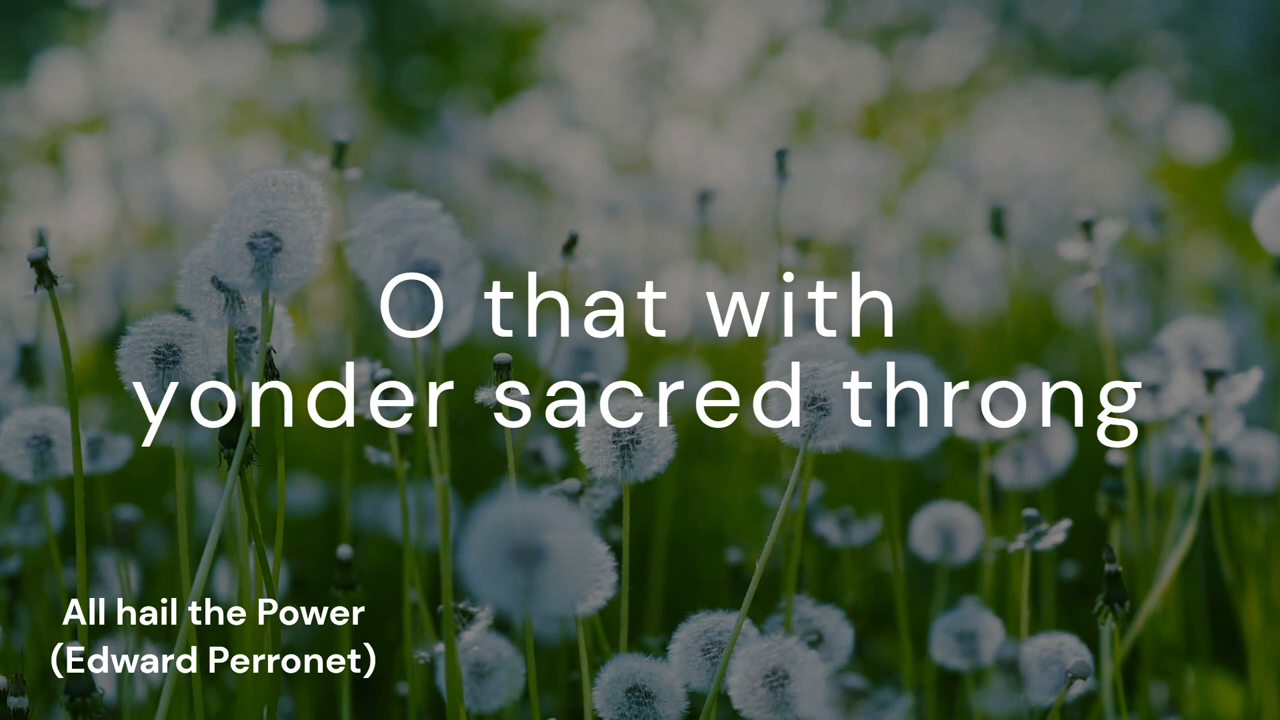 O that with
yonder sacred throng
All hail the Power
(Edward Perronet)